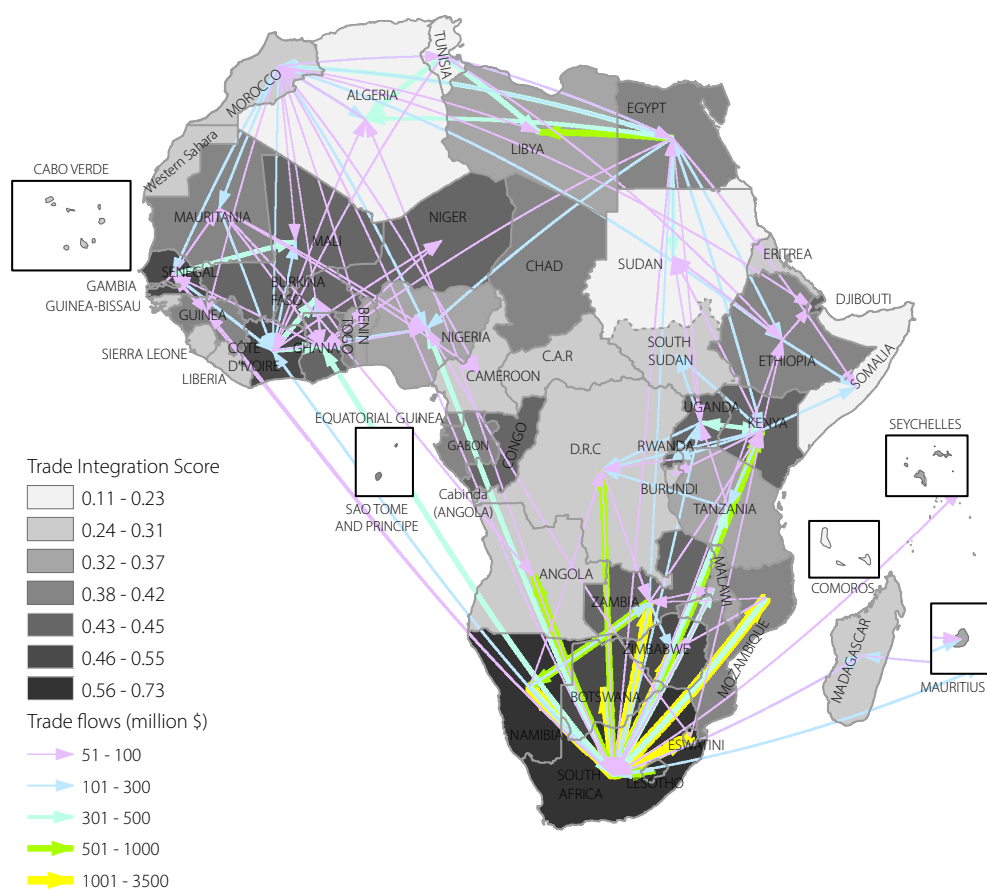 TUNISIA
MOROCCO
ALGERIA
EGYPT
LIBYA
Western Sahara
CABO VERDE
MAURITANIA
MALI
NIGER
CHAD
SUDAN
ERITREA
SENEGAL
GAMBIA
GUINEA-BISSAU
BURKINA
FASO
GUINEA
DJIBOUTI
BENIN
TOGO
GHANA
NIGERIA
SIERRA LEONE
CÔTE
D'IVOIRE
LIBERIA
C.A.R
SOUTH
SUDAN
ETHIOPIA
SOMALIA
CAMEROON
EQUATORIAL GUINEA
UGANDA
KENYA
SEYCHELLES
GABON
CONGO
D.R.C
RWANDA
BURUNDI
TANZANIA
SAO TOME
AND PRINCIPE
Cabinda
(ANGOLA)
ANGOLA
MALAWI
COMOROS
ZAMBIA
ZIMBABWE
MOZAMBIQUE
MADAGASCAR
MAURITIUS
BOTSWANA
NAMIBIA
ESWATINI
SOUTH
AFRICA
LESOTHO
Trade Integration Score
0.11 - 0.23
0.24 - 0.31
0.32 - 0.37
0.38 - 0.42
0.43 - 0.45
0.46 - 0.55
0.56 - 0.73
Trade flows (million $)
51 - 100
101 - 300
301 - 500
501 - 1000
1001 - 3500